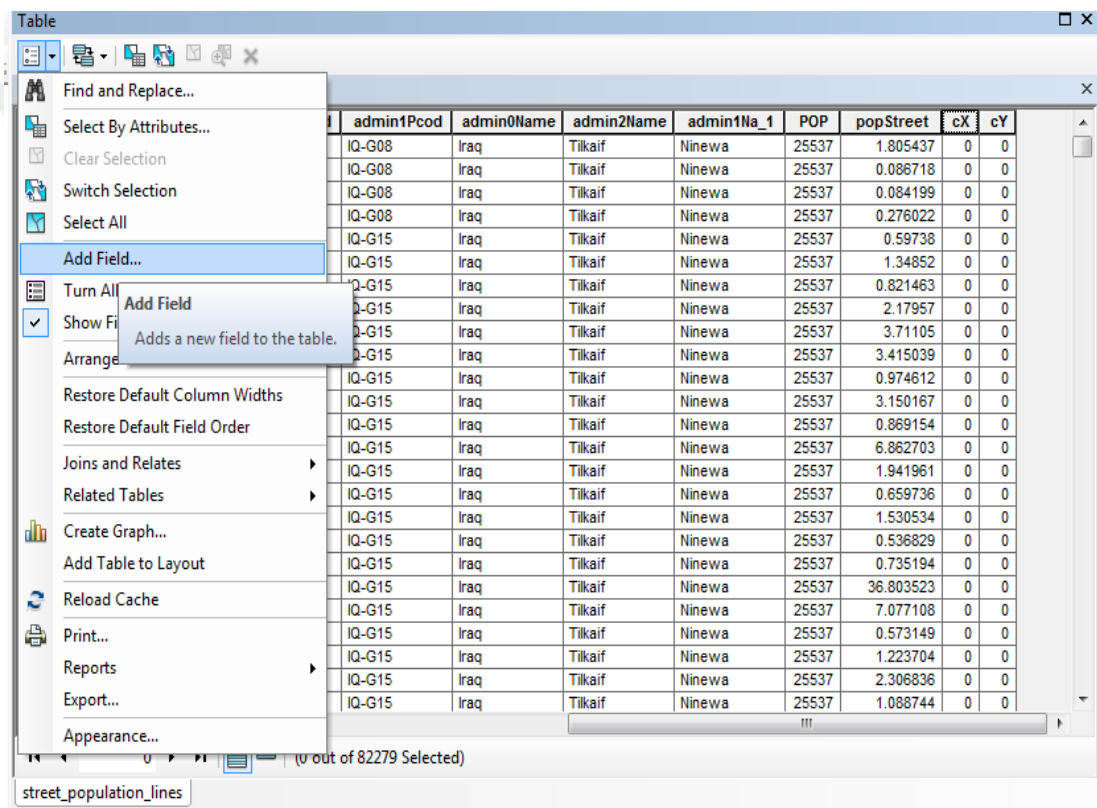 Table
Find and Replace...
Select By Attributes...
Clear Selection
Switch Selection
Select All
Add Field...
Turn All
Show Fi
Arrange
Restore Default Column Widths
Restore Default Field Order
Joins and Relates
Related Tables
Create Graph...
Add Table to Layout
Reload Cache
Print...
Reports
Export...
Appearance...
Add Field
Adds a new field to the table.
admin1Pcod admin0Name admin2Name admin1Na_1 POP popStreet cX cY
IQ-G08 Iraq Tilkaif Ninewa 25537 1.805437 0 0
IQ-G08 Iraq Tilkaif Ninewa 25537 0.086718 0 0
IQ-G08 Iraq Tilkaif Ninewa 25537 0.084199 0 0
IQ-G08 Iraq Tilkaif Ninewa 25537 0.276022 0 0
IQ-G15 Iraq Tilkaif Ninewa 25537 0.59738 0 0
IQ-G15 Iraq Tilkaif Ninewa 25537 1.34852 0 0
Q-G15 Iraq Tilkaif Ninewa 25537 0.821463 0 0
Q-G15 Iraq Tilkaif Ninewa 25537 2.17957 0 0
Q-G15 Iraq Tilkaif Ninewa 25537 3.71105 0 0
Q-G15 Iraq Tilkaif Ninewa 25537 3.415039 0 0
IQ-G15 Iraq Tilkaif Ninewa 25537 0.974612 0 0
IQ-G15 Iraq Tilkaif Ninewa 25537 3.150167 0 0
IQ-G15 Iraq Tilkaif Ninewa 25537 0.869154 0 0
IQ-G15 Iraq Tilkaif Ninewa 25537 6.862703 0 0
IQ-G15 Iraq Tilkaif Ninewa 25537 1.941961 0 0
IQ-G15 Iraq Tilkaif Ninewa 25537 0.659736 0 0
IQ-G15 Iraq Tilkaif Ninewa 25537 1.530534 0 0
IQ-G15 Iraq Tilkaif Ninewa 25537 0.536829 0 0
IQ-G15 Iraq Tilkaif Ninewa 25537 0.735194 0 0
IQ-G15 Iraq Tilkaif Ninewa 25537 36.803523 0 0
IQ-G15 Iraq Tilkaif Ninewa 25537 7.077108 0 0
IQ-G15 Iraq Tilkaif Ninewa 25537 0.573149 0 0
IQ-G15 Iraq Tilkaif Ninewa 25537 1.223704 0 0
IQ-G15 Iraq Tilkaif Ninewa 25537 2.306836 0 0
IQ-G15 Iraq Tilkaif Ninewa 25537 1.088744 0 0
0 (0 out of 82279 Selected)
street_population_lines